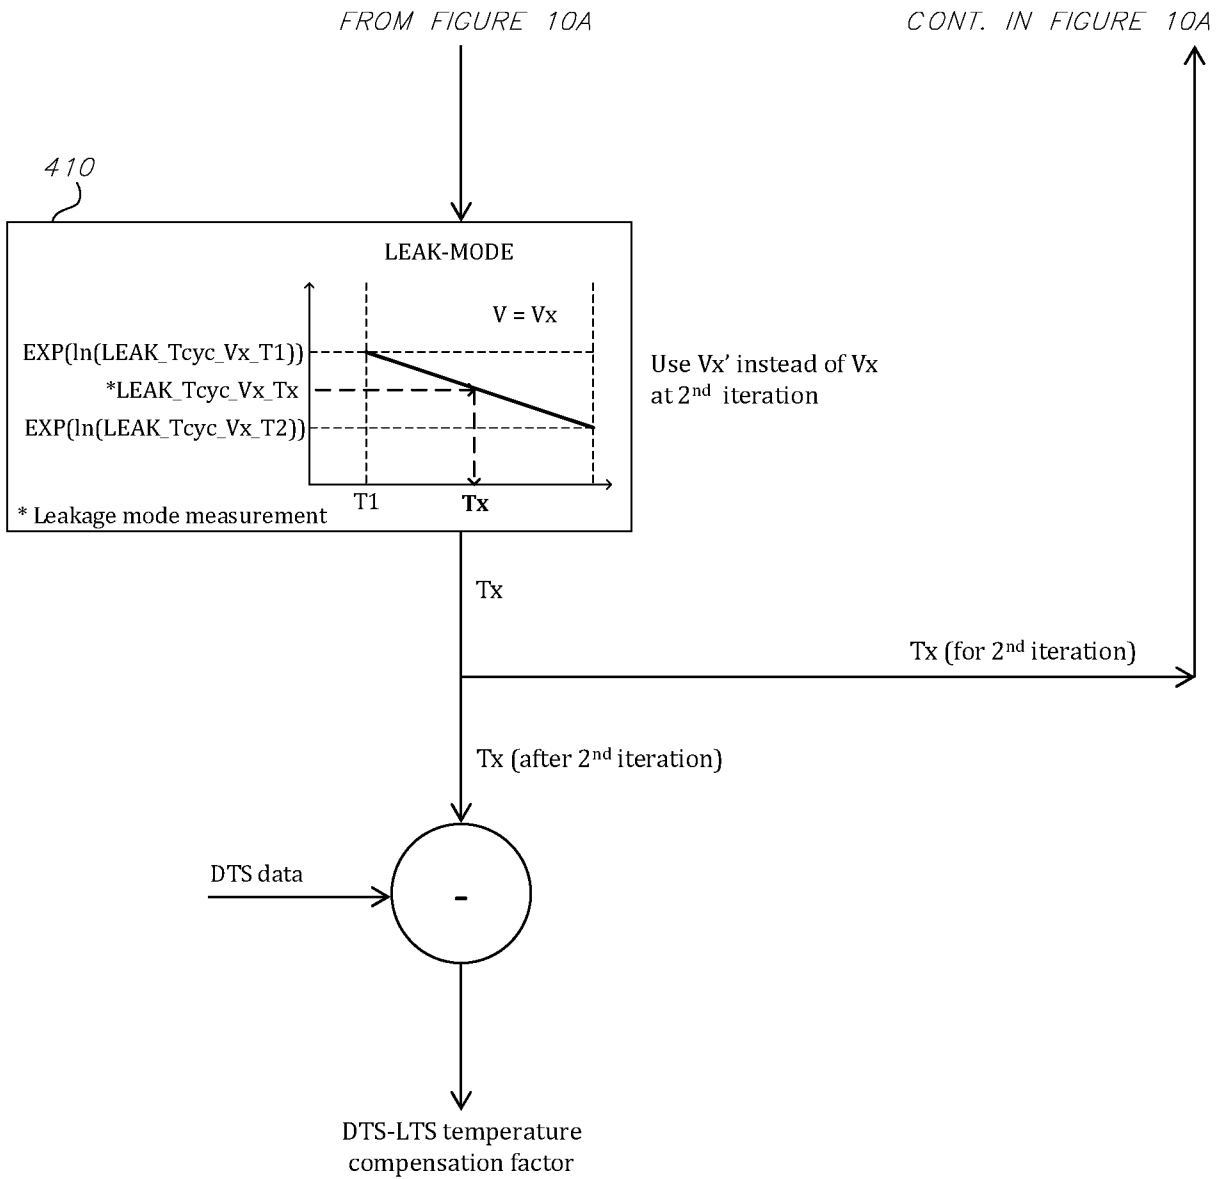 FROM FIGURE 10A
CONT. IN FIGURE 10A
410
LEAK-MODE
V = Vx
EXP(ln(LEAK_Tcyc_Vx_T1))
*LEAK_Tcyc_Vx_Tx
EXP(ln(LEAK_Tcyc_Vx_T2))
T1
Tx
* Leakage mode measurement
Use Vx’ instead of Vx
at 2nd iteration
Tx
Tx (for 2nd iteration)
Tx (after 2nd iteration)
DTS data
-
DTS-LTS temperature
compensation factor